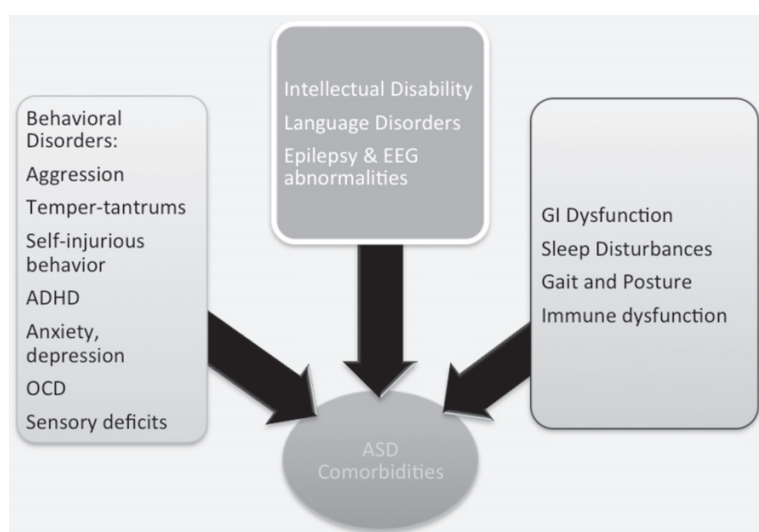 Behavioral
Disorders:
Aggression
Temper-tantrums
Self-injurious
behavior
ADHD
Anxiety,
depression
OCD
Sensory deficits
Intellectual Disability
Language Disorders
Epilepsy & EEG
abnormalities
GI Dysfunction
Sleep Disturbances
Gait and Posture
Immune dysfunction
ASD
Comorbidities